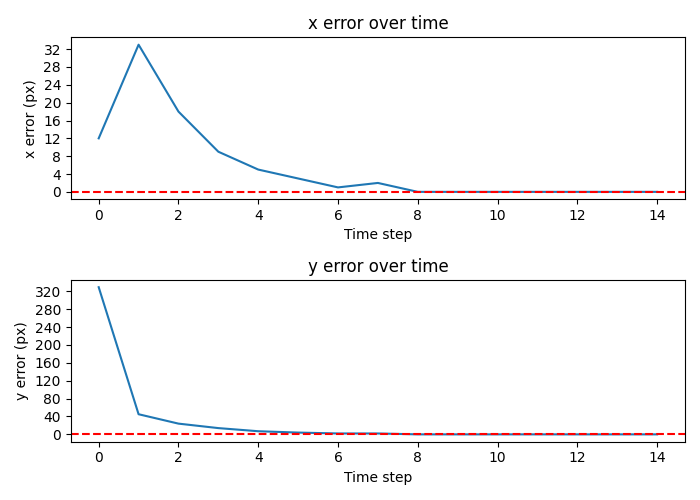 x error over time
32
28
24
20
16
12
8
4
0
x error (px)
0 2 4 6 8 10 12 14
Time step
y error over time
320
280
240
200
160
120
80
40
0
y error (px)
0 2 4 6 8 10 12 14
Time step